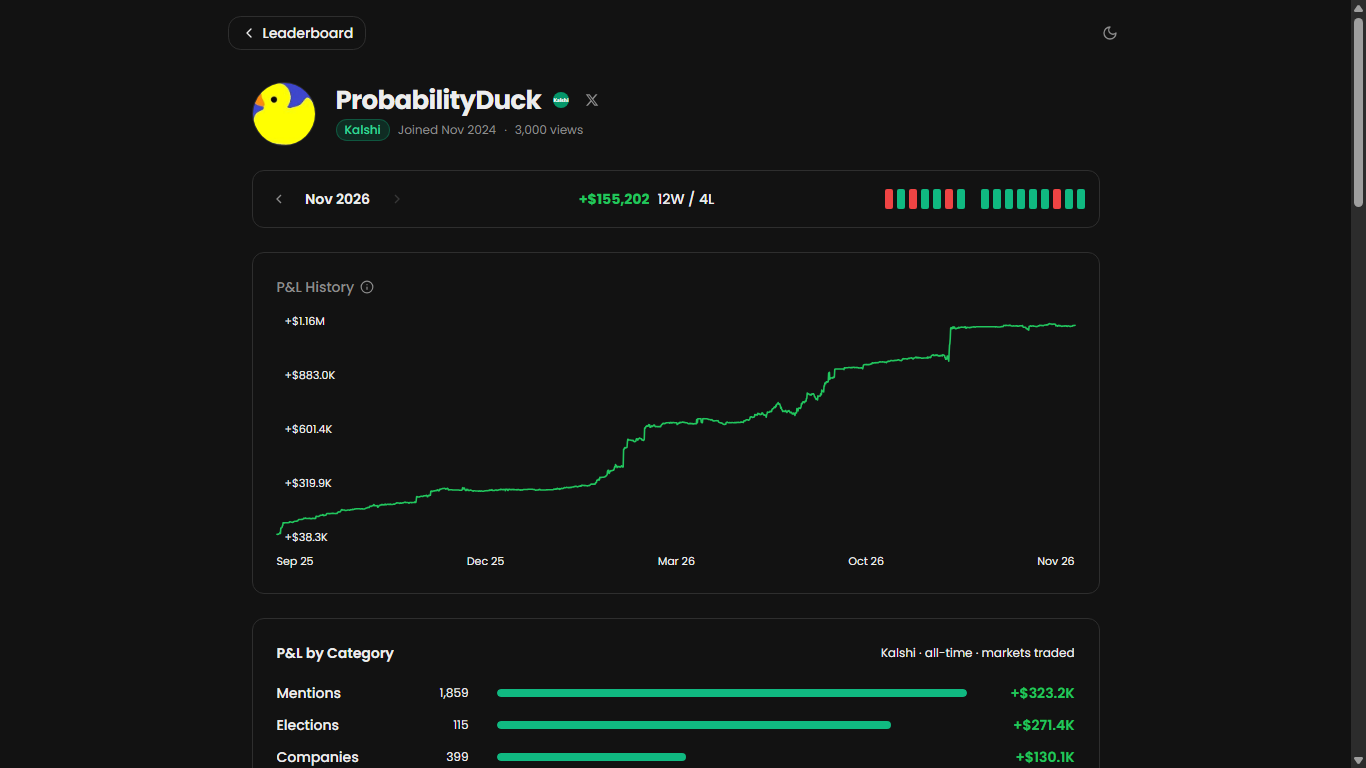 Leaderboard
ProbabilityDuck Kalshi
Kalshi Joined Nov 2024 · 3,000 views
Nov 2026 +$155,202 12W / 4L
P&L History
+$1.16M
+$883.0K
+$601.4K
+$319.9K
+$38.3K
Sep 25 Dec 25 Mar 26 Oct 26 Nov 26
P&L by Category Kalshi · all-time · markets traded
Mentions 1,859 +$323.2K
Elections 115 +$271.4K
Companies 399 +$130.1K